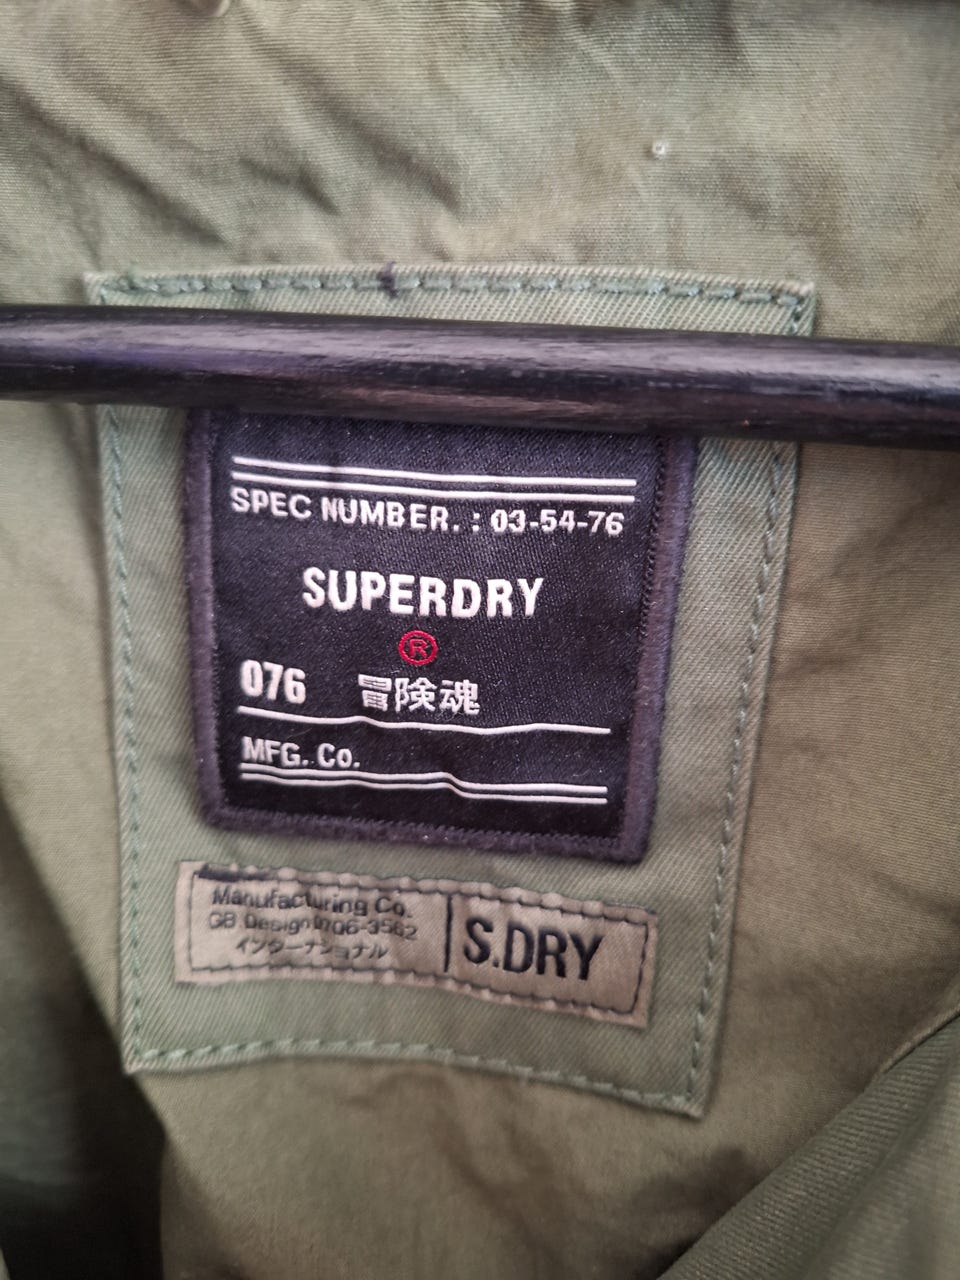 SPEC NUMBER. : 03-54-76
SUPERDRY
®
076 冒険魂
MFG. Co.
Manufacturing Co.
GB Design 0706-3562
インターナショナル
S.DRY